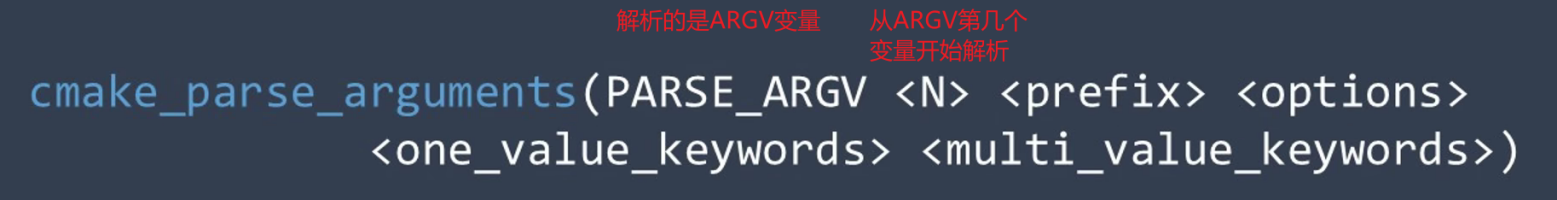 解析的是ARGV变量
从ARGV第几个
变量开始解析
cmake_parse_arguments(PARSE_ARGV <N> <prefix> <options>
<one_value_keywords> <multi_value_keywords>)